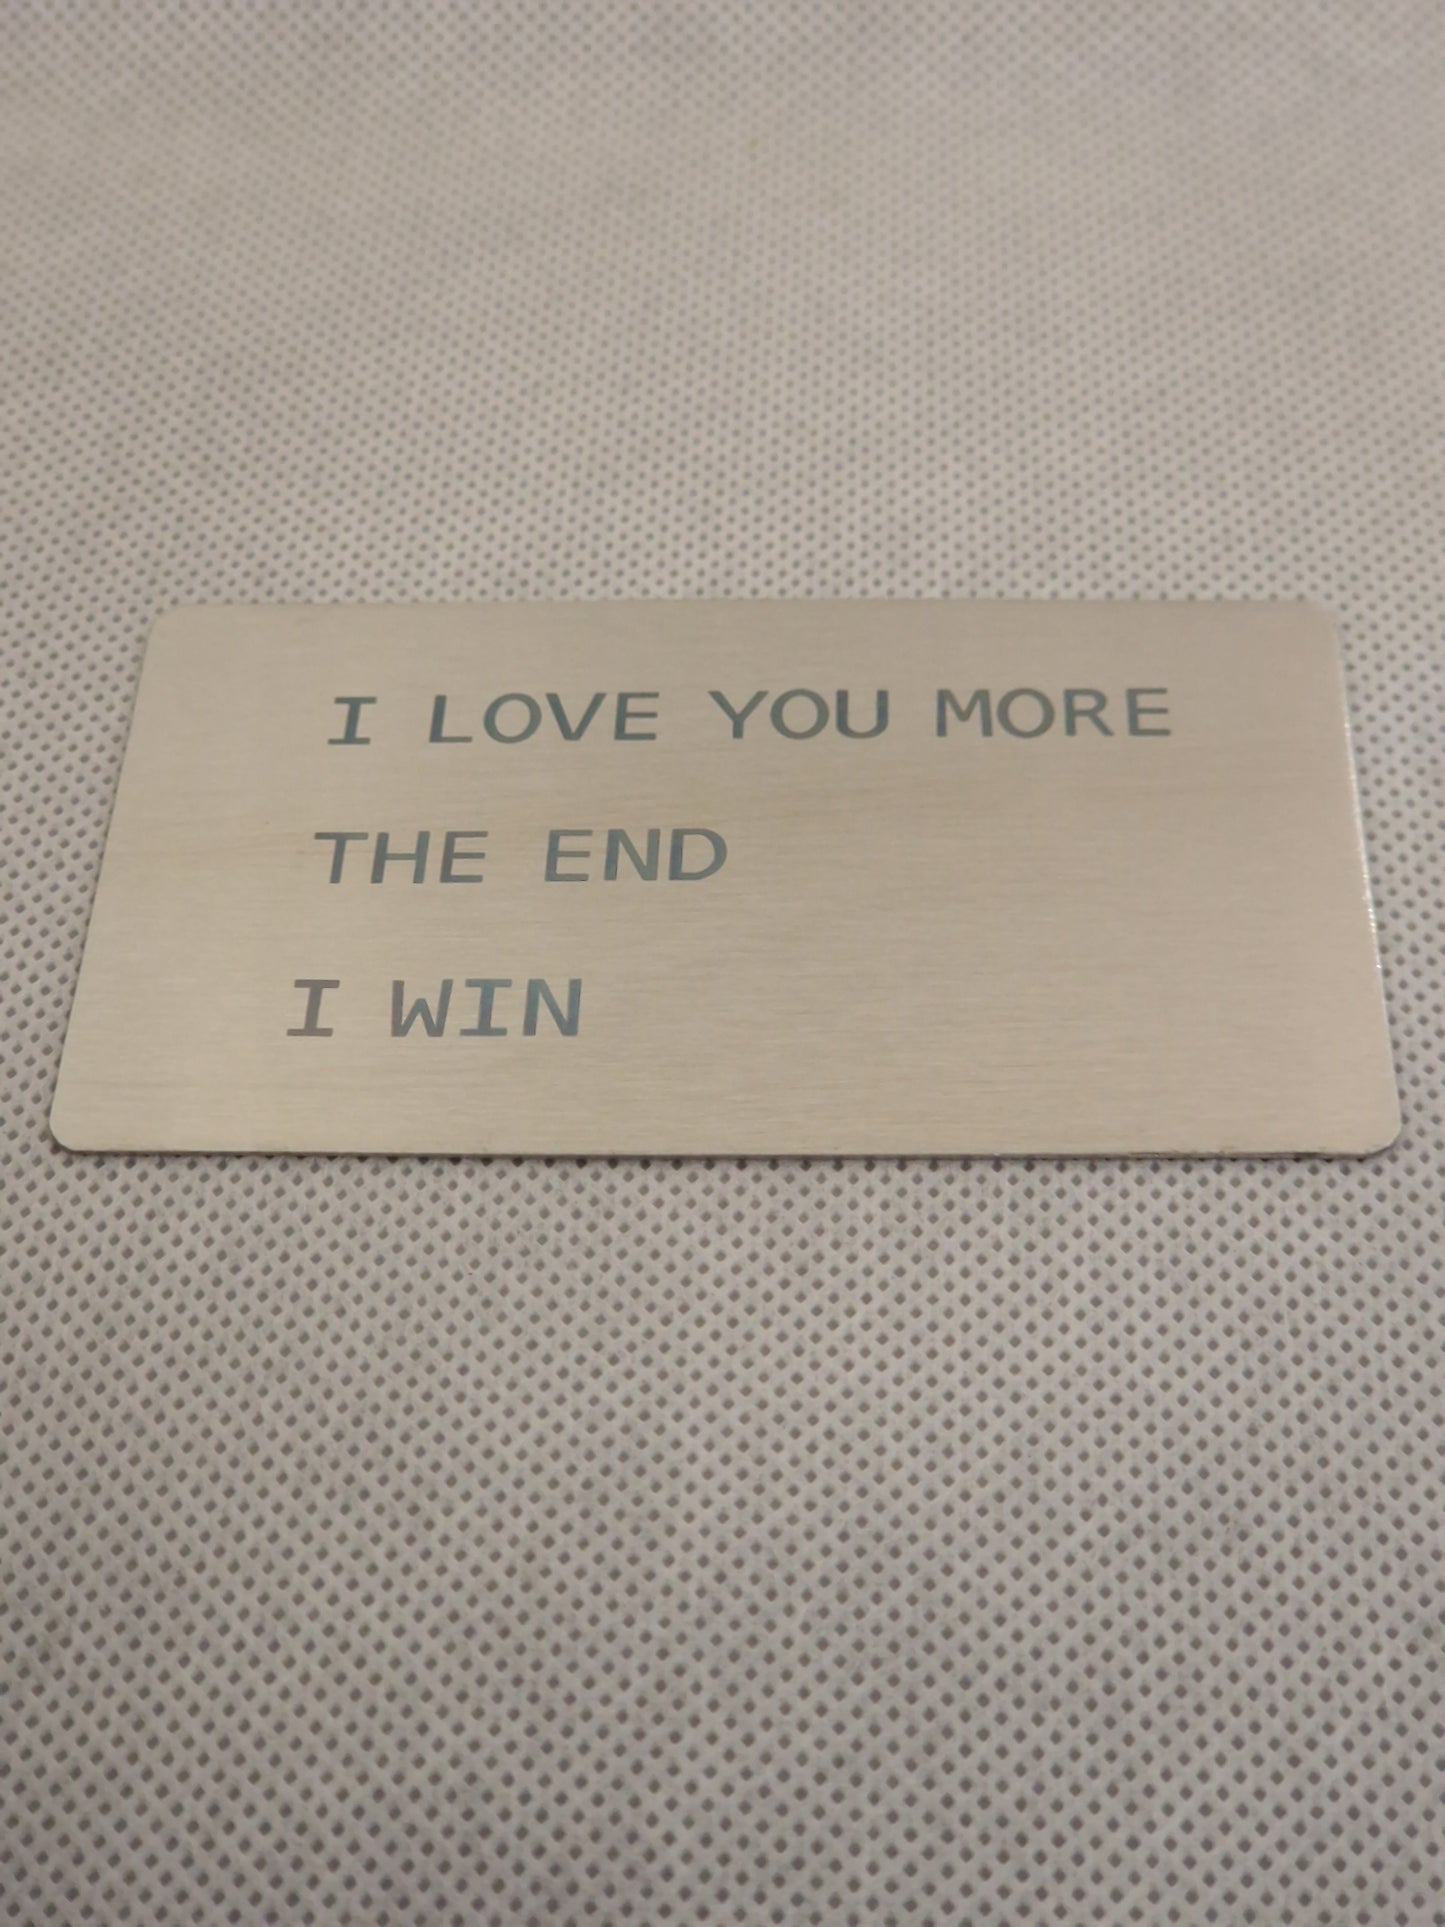 I LOVE YOU MORE
THE END
I WIN